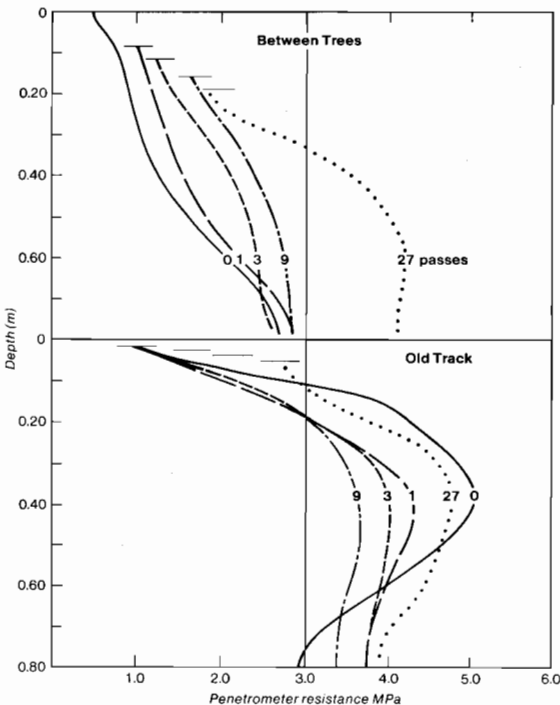 0
Between Trees
0.20
0.40
0.60
0 1 3 9 27 passes
Depth (m)
0
Old Track
0.20
0.40
9 3 1 27 0
0.60
0.80
1.0 2.0 3.0 4.0 5.0 6.0
Penetrometer resistance MPa